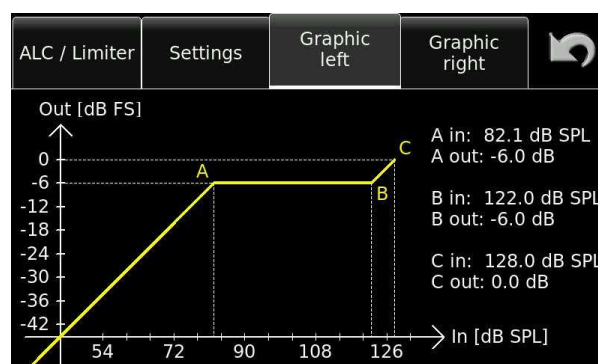 ALC / Limiter
Settings
Graphic
left
Graphic
right
Out [dB FS]
0
-6
-12
-18
-24
-30
-36
-42
A
B
C
54 72 90 108 126
In [dB SPL]
A in: 82.1 dB SPL
A out: -6.0 dB
B in: 122.0 dB SPL
B out: -6.0 dB
C in: 128.0 dB SPL
C out: 0.0 dB